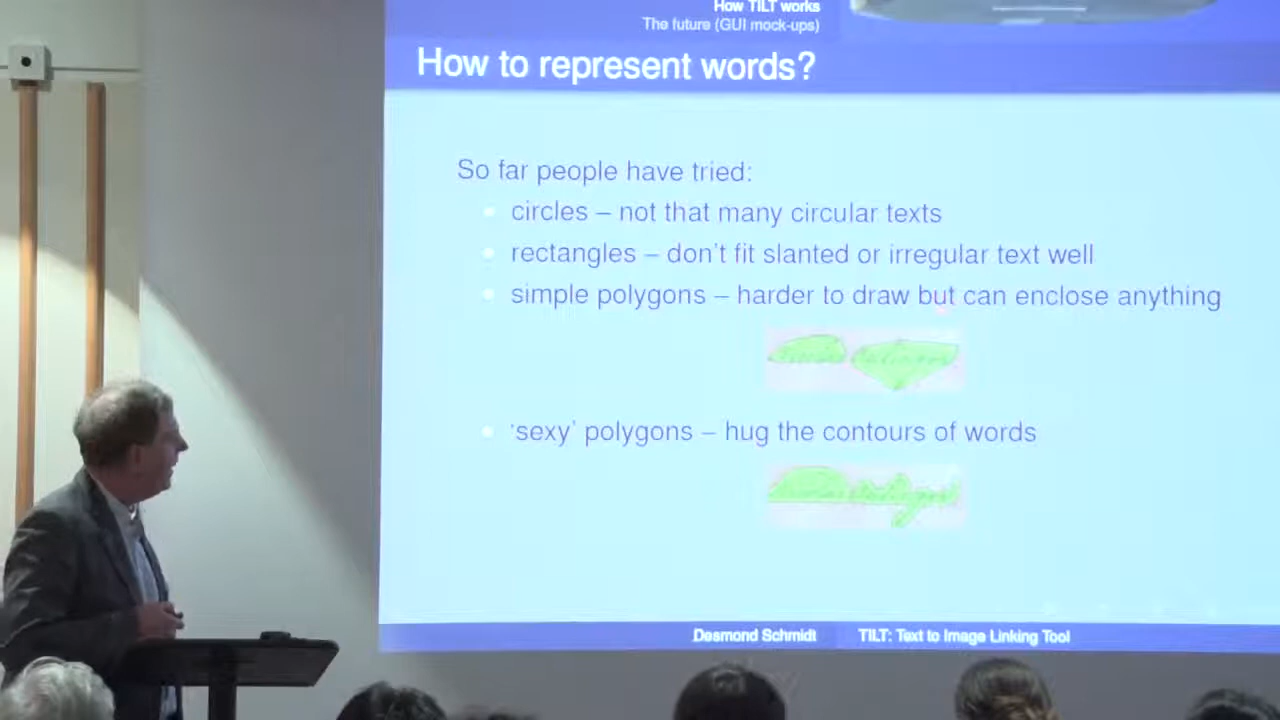 How TILT works
The future (GUI mock-ups)
How to represent words?
So far people have tried:
circles – not that many circular texts
rectangles – don't fit slanted or irregular text well
simple polygons – harder to draw but can enclose anything
'sexy' polygons – hug the contours of words
Desmond Schmidt TILT: Text to Image Linking Tool